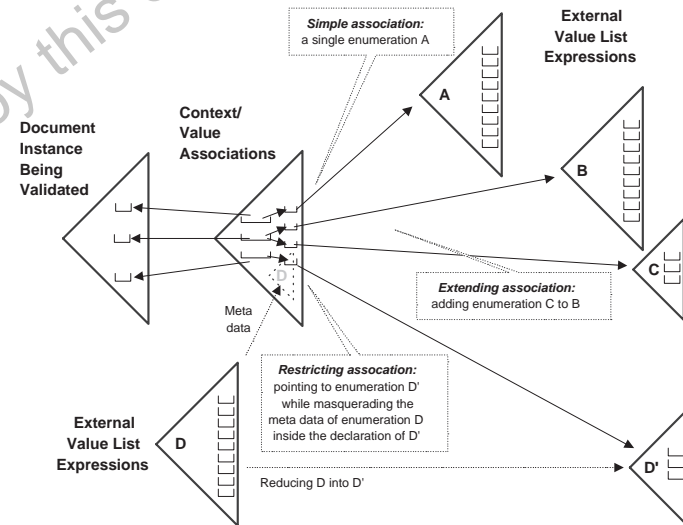 by this
Simple association:
a single enumeration A
External
Value List
Expressions
A
Document
Instance
Being
Validated
Context/
Value
Associations
B
C
D
Extending association:
adding enumeration C to B
Meta
data
Restricting assocation:
pointing to enumeration D'
while masquerading the
meta data of enumeration D
inside the declaration of D'
External
Value List
Expressions
D
D'
Reducing D into D'